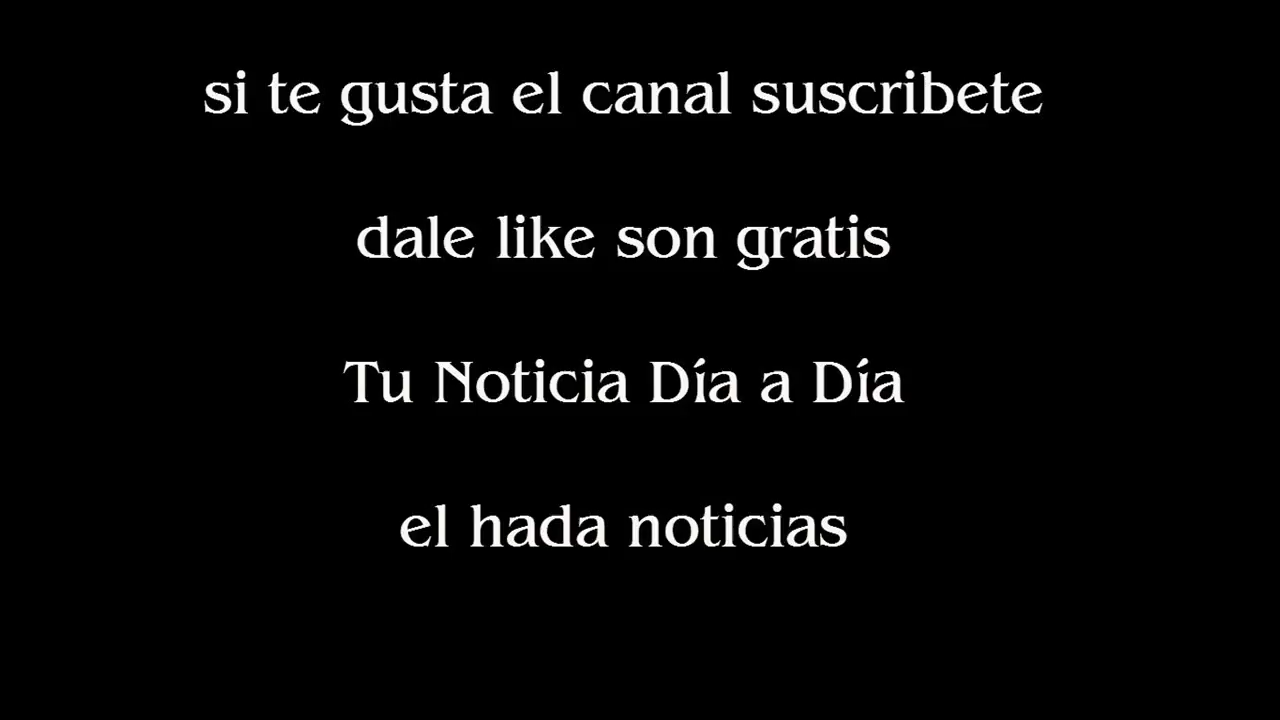 si te gusta el canal suscribete
dale like son gratis
Tu Noticia Día a Día
el hada noticias